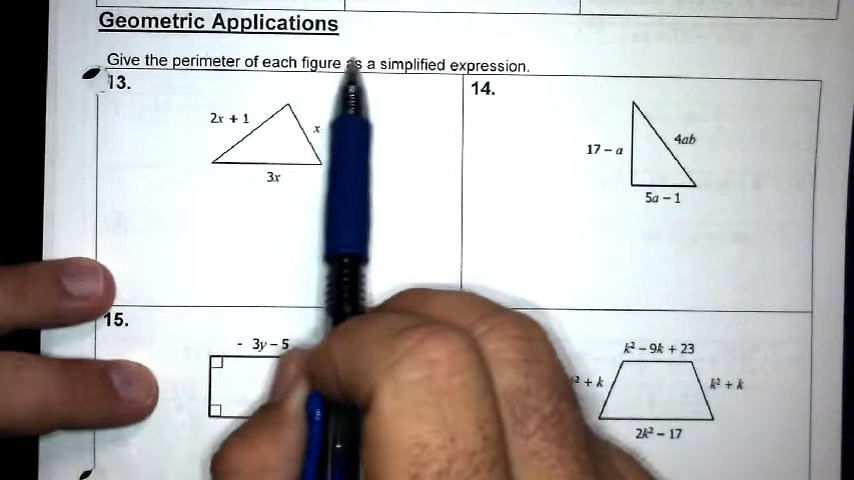 Geometric Applications
Give the perimeter of each figure as a simplified expression.
13.
2x + 1
x
3x
14.
17 – a
4ab
5a – 1
15.
- 3y – 5
k² – 9k + 23
² + k
k² + k
2k² – 17